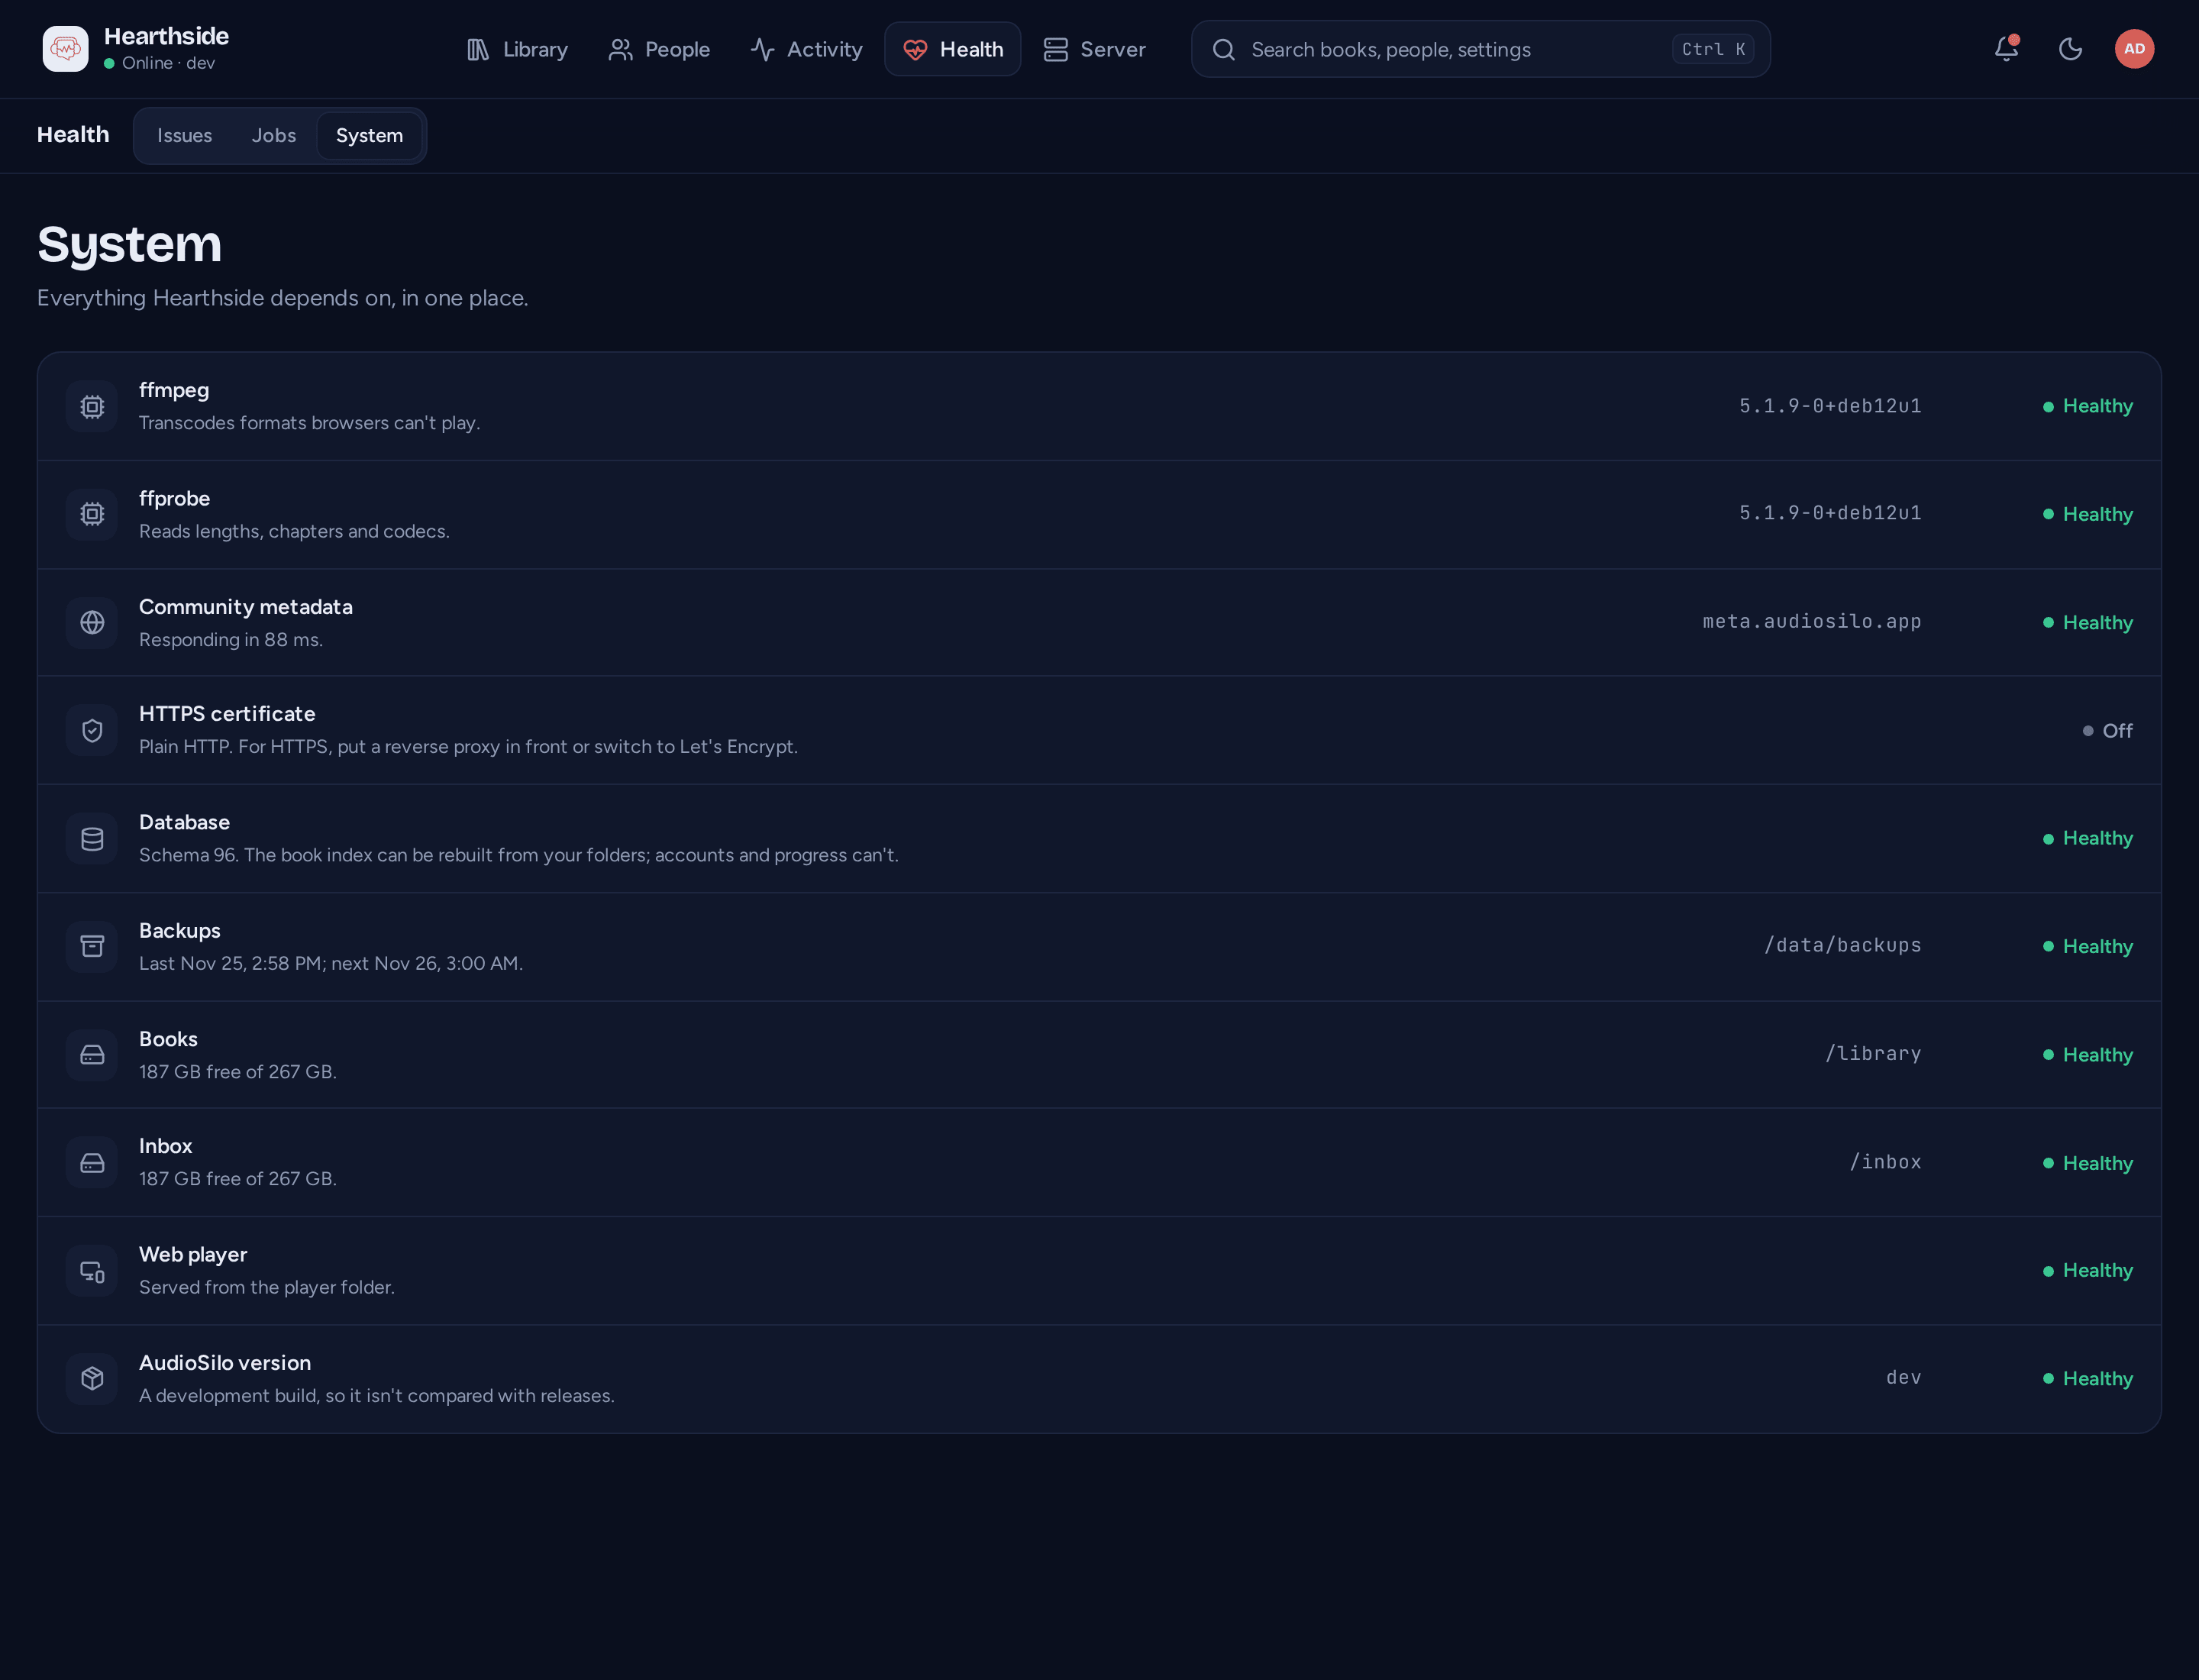 Hearthside
Online · dev
Library
People
Activity
Health
Server
Search books, people, settings
Ctrl K
AD
Health
Issues
Jobs
System
System
Everything Hearthside depends on, in one place.
ffmpeg
Transcodes formats browsers can't play.
5.1.9-0+deb12u1
Healthy
ffprobe
Reads lengths, chapters and codecs.
5.1.9-0+deb12u1
Healthy
Community metadata
Responding in 88 ms.
meta.audiosilo.app
Healthy
HTTPS certificate
Plain HTTP. For HTTPS, put a reverse proxy in front or switch to Let's Encrypt.
Off
Database
Schema 96. The book index can be rebuilt from your folders; accounts and progress can't.
Healthy
Backups
Last Nov 25, 2:58 PM; next Nov 26, 3:00 AM.
/data/backups
Healthy
Books
187 GB free of 267 GB.
/library
Healthy
Inbox
187 GB free of 267 GB.
/inbox
Healthy
Web player
Served from the player folder.
Healthy
AudioSilo version
A development build, so it isn't compared with releases.
dev
Healthy